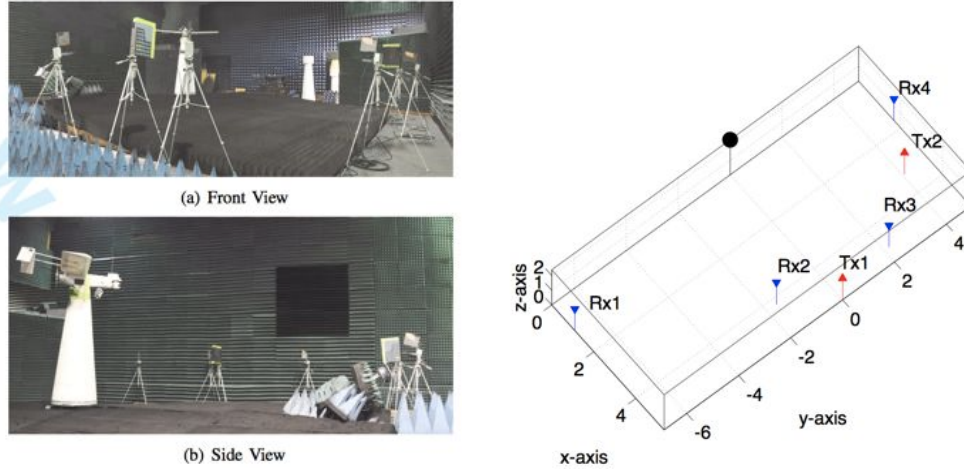 (a) Front View
(b) Side View
Rx4
Tx2
Rx3
Tx1
Rx2
Rx1
z-axis
2
1
0
0
2
4
x-axis
-6
-4
-2
0
2
4
y-axis